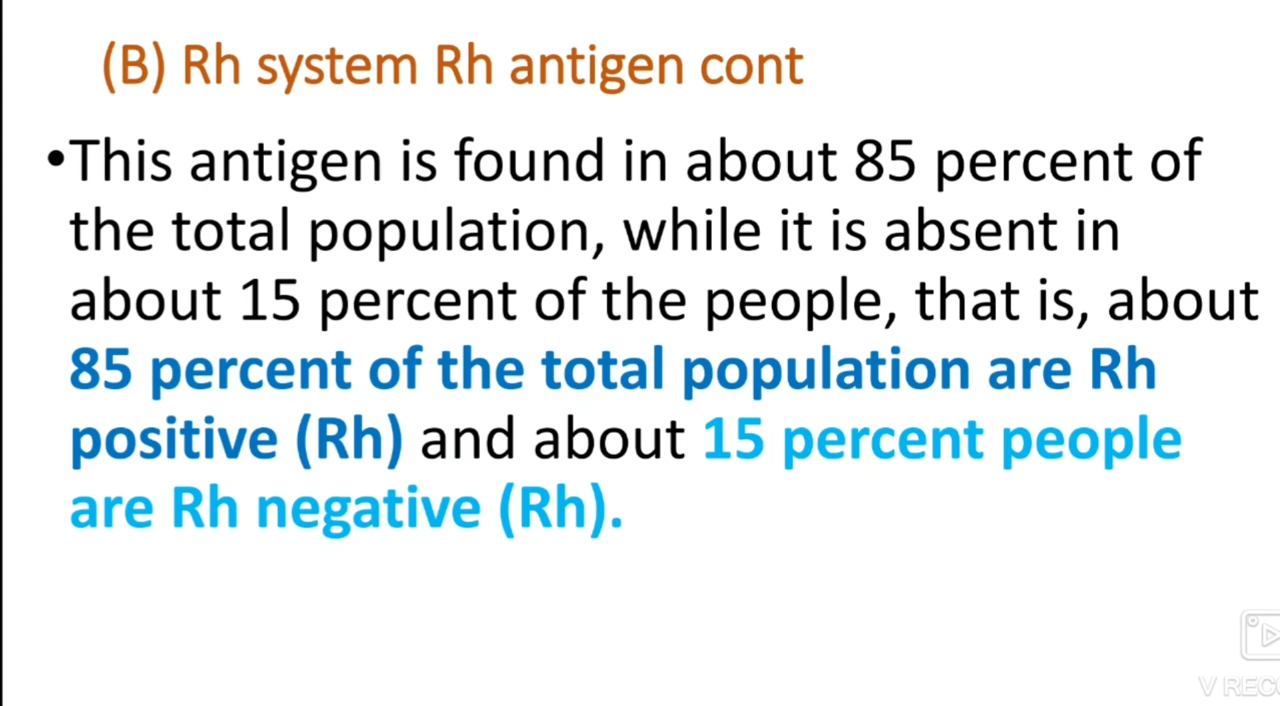 (B) Rh system Rh antigen cont
•This antigen is found in about 85 percent of
the total population, while it is absent in
about 15 percent of the people, that is, about
85 percent of the total population are Rh
positive (Rh) and about 15 percent people
are Rh negative (Rh).